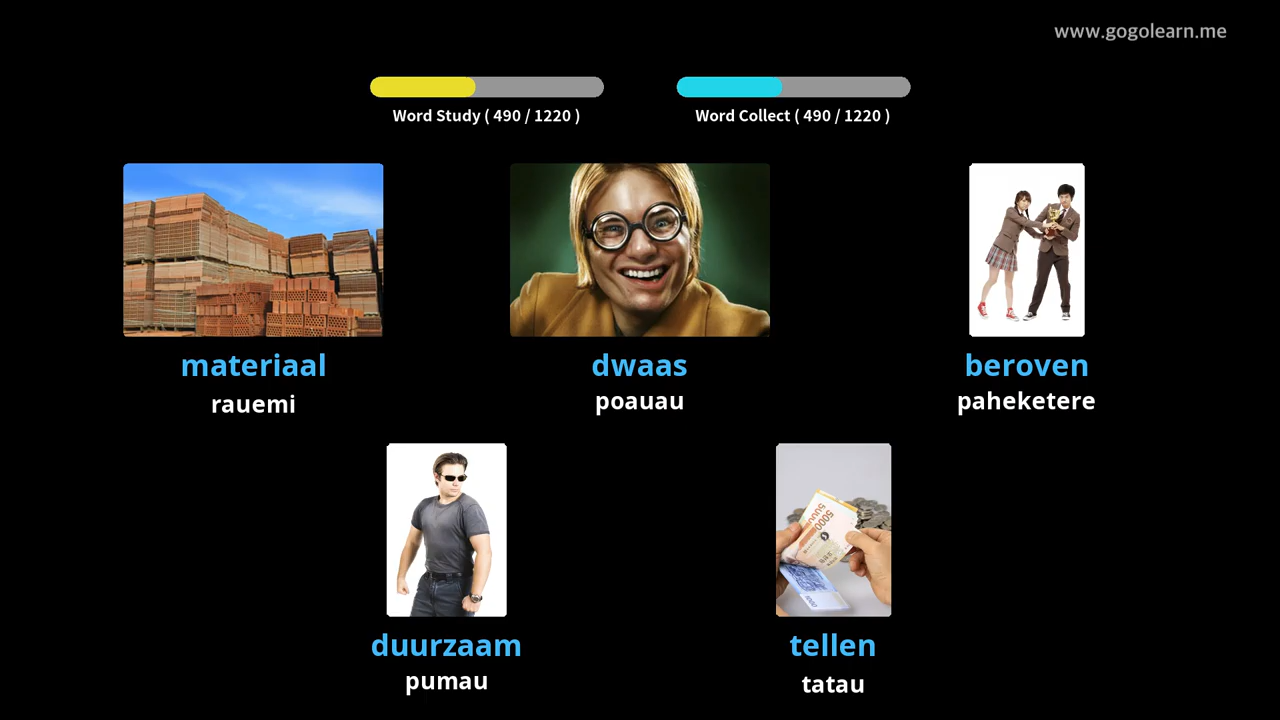 www.gogolearn.me
Word Study ( 490 / 1220 )
Word Collect ( 490 / 1220 )
materiaal
rauemi
dwaas
poauau
beroven
paheketere
duurzaam
pumau
tellen
tatau
5000